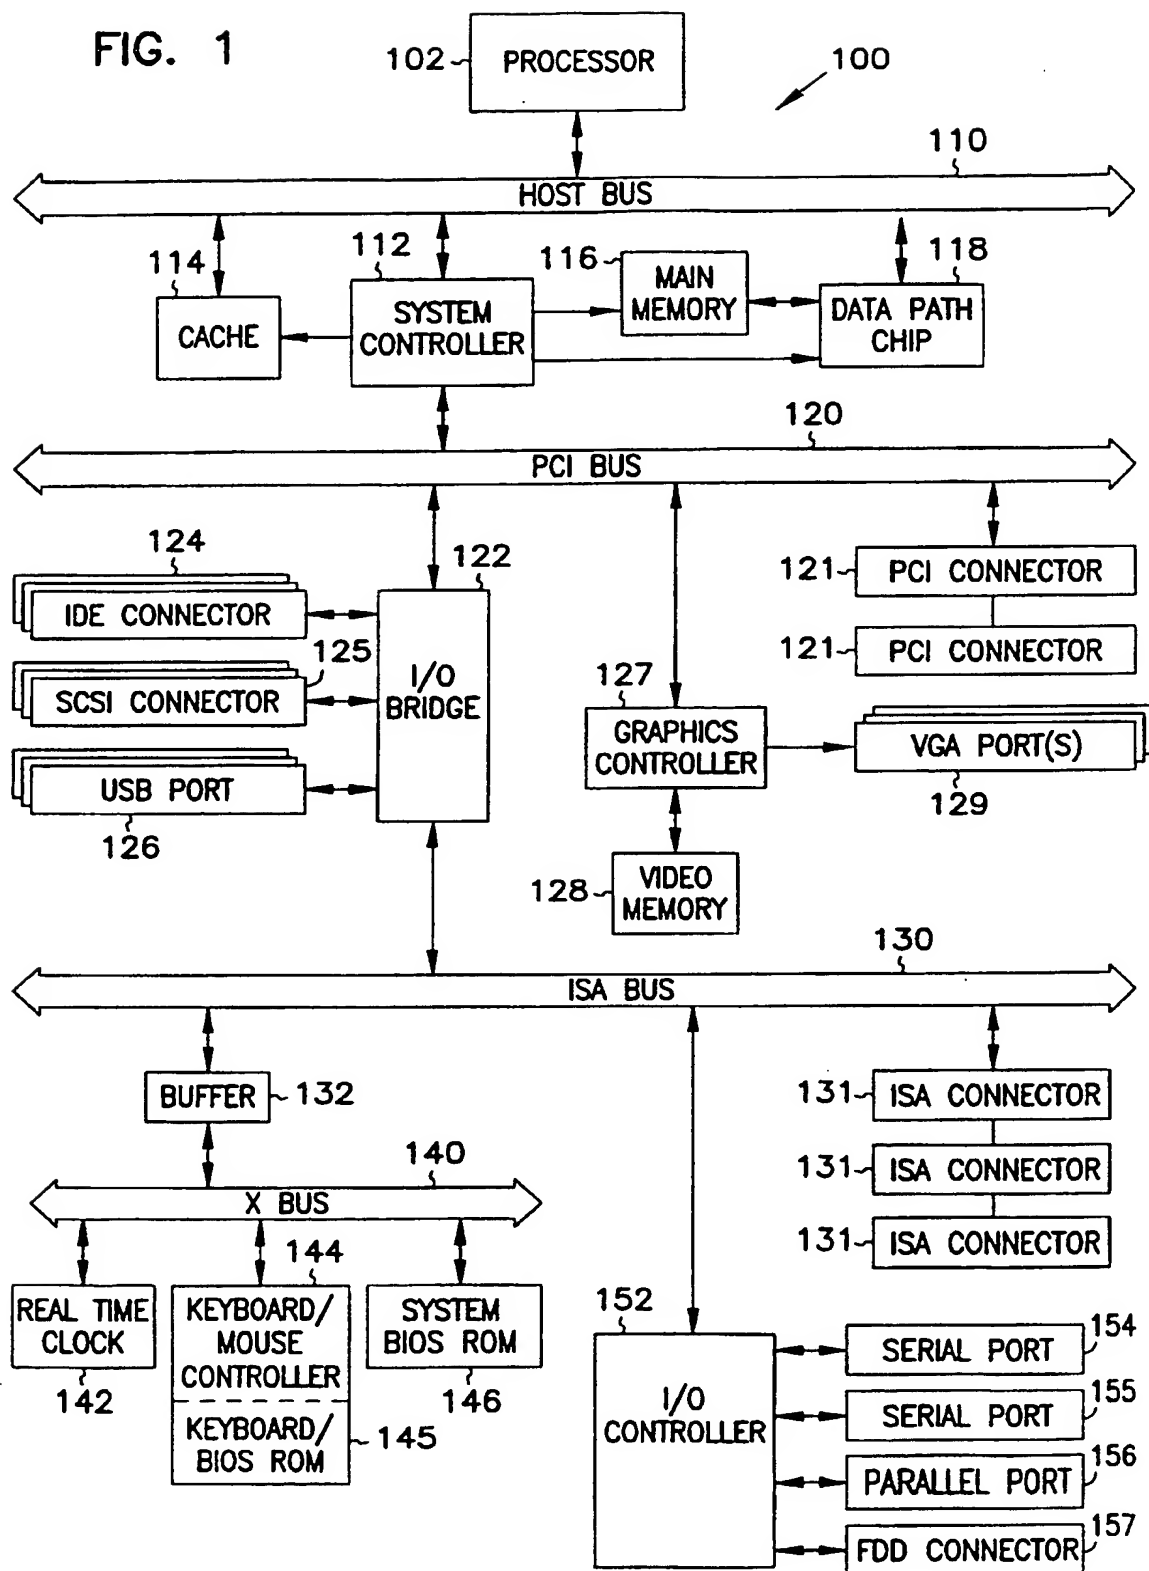 FIG. 1
102
PROCESSOR
100
110
HOST BUS
114
112
116
118
CACHE
SYSTEM
CONTROLLER
MAIN
MEMORY
DATA PATH
CHIP
120
PCI BUS
124
122
IDE CONNECTOR
121
PCI CONNECTOR
125
SCSI CONNECTOR
I/O
BRIDGE
121
PCI CONNECTOR
127
USB PORT
126
GRAPHICS
CONTROLLER
VGA PORT(S)
129
128
VIDEO
MEMORY
130
ISA BUS
BUFFER
132
131
ISA CONNECTOR
131
ISA CONNECTOR
131
ISA CONNECTOR
140
X BUS
144
REAL TIME
CLOCK
142
KEYBOARD/
MOUSE
CONTROLLER
SYSTEM
BIOS ROM
146
KEYBOARD/
BIOS ROM
145
152
I/O
CONTROLLER
SERIAL PORT
154
SERIAL PORT
155
PARALLEL PORT
156
FDD CONNECTOR
157